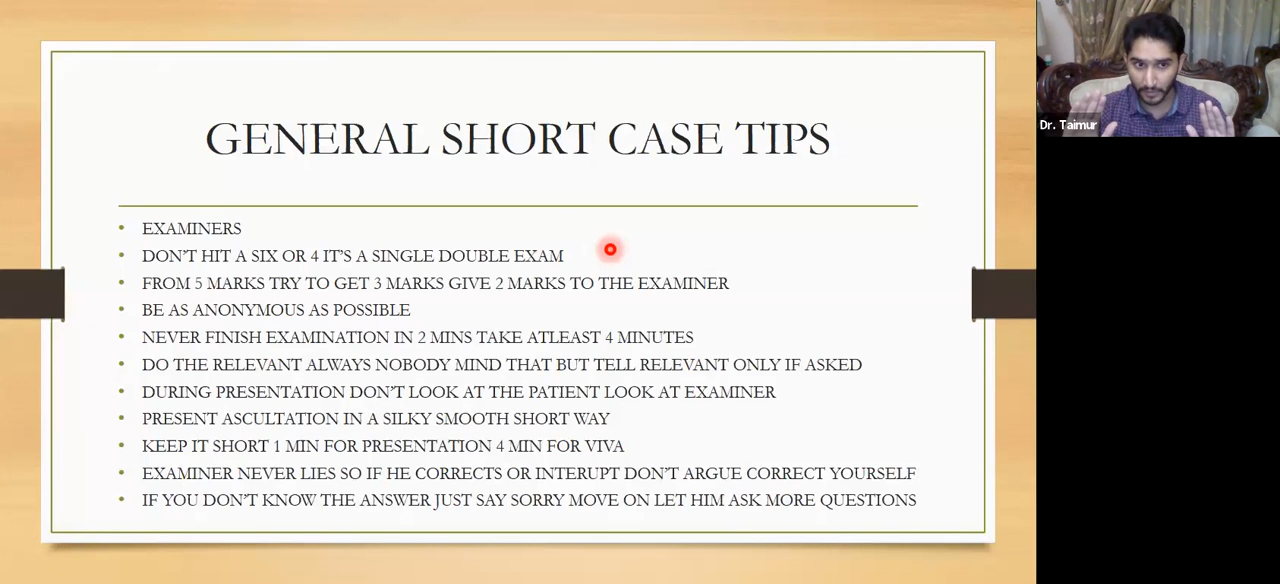 GENERAL SHORT CASE TIPS
• EXAMINERS
• DON'T HIT A SIX OR 4 IT'S A SINGLE DOUBLE EXAM
• FROM 5 MARKS TRY TO GET 3 MARKS GIVE 2 MARKS TO THE EXAMINER
• BE AS ANONYMOUS AS POSSIBLE
• NEVER FINISH EXAMINATION IN 2 MINS TAKE ATLEAST 4 MINUTES
• DO THE RELEVANT ALWAYS NOBODY MIND THAT BUT TELL RELEVANT ONLY IF ASKED
• DURING PRESENTATION DON'T LOOK AT THE PATIENT LOOK AT EXAMINER
• PRESENT ASCULTATION IN A SILKY SMOOTH SHORT WAY
• KEEP IT SHORT 1 MIN FOR PRESENTATION 4 MIN FOR VIVA
• EXAMINER NEVER LIES SO IF HE CORRECTS OR INTERUPT DON'T ARGUE CORRECT YOURSELF
• IF YOU DON'T KNOW THE ANSWER JUST SAY SORRY MOVE ON LET HIM ASK MORE QUESTIONS
Dr. Taimur